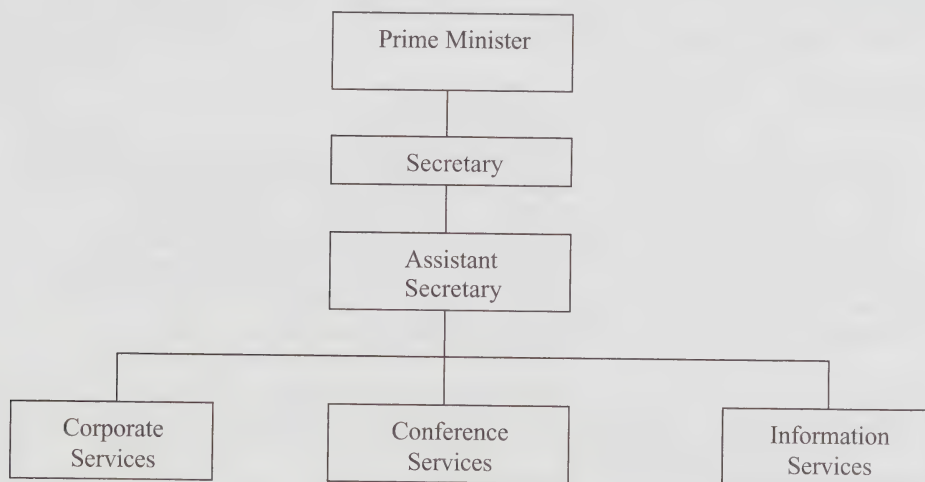 Prime Minister
Secretary
Assistant
Secretary
Corporate
Services
Conference
Services
Information
Services